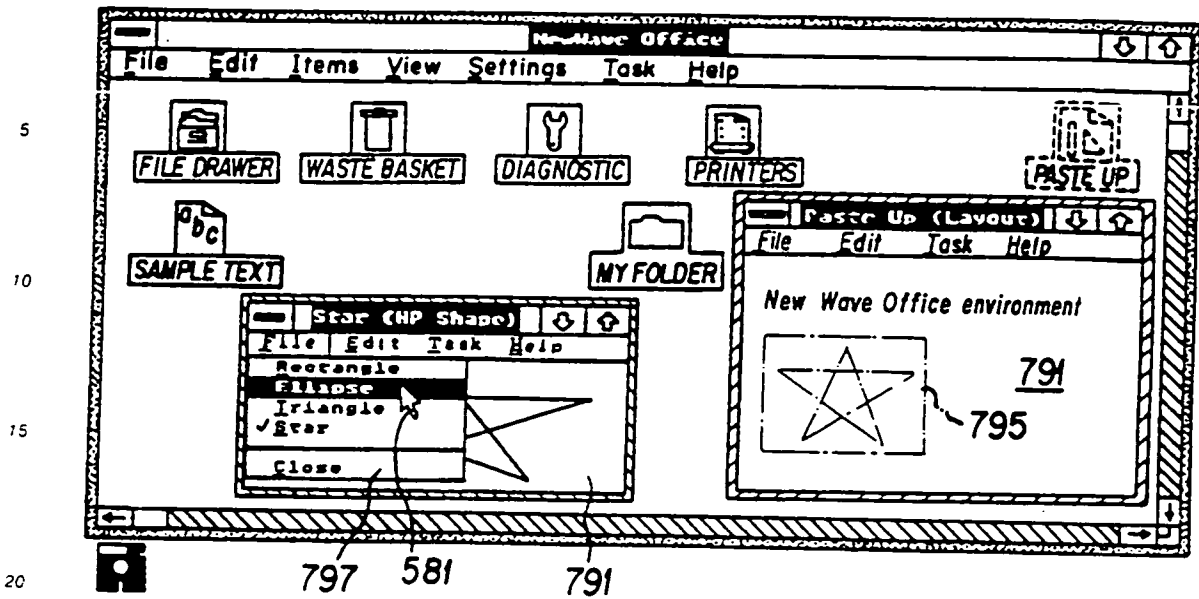 NewWave Office
File Edit Items View Settings Task Help
5
FILE DRAWER WASTE BASKET DIAGNOSTIC PRINTERS PASTE UP
Paste Up (Layout)
File Edit Task Help
abc
SAMPLE TEXT
MY FOLDER
10
New Wave Office environment
Star (HP Shape)
File Edit Task Help
Rectangle
Ellipse
Triangle
✓Star
Close
791
795
15
797 581 791
20